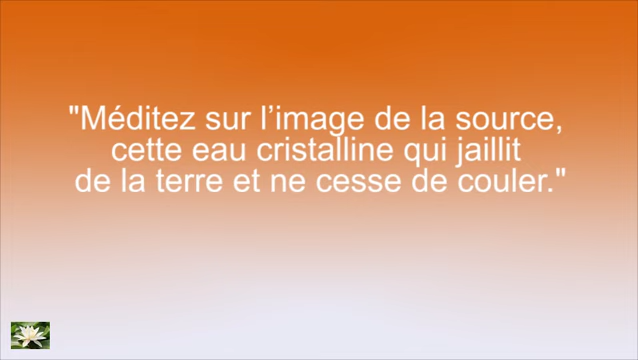 "Méditez sur l’image de la source,
cette eau cristalline qui jaillit
de la terre et ne cesse de couler."